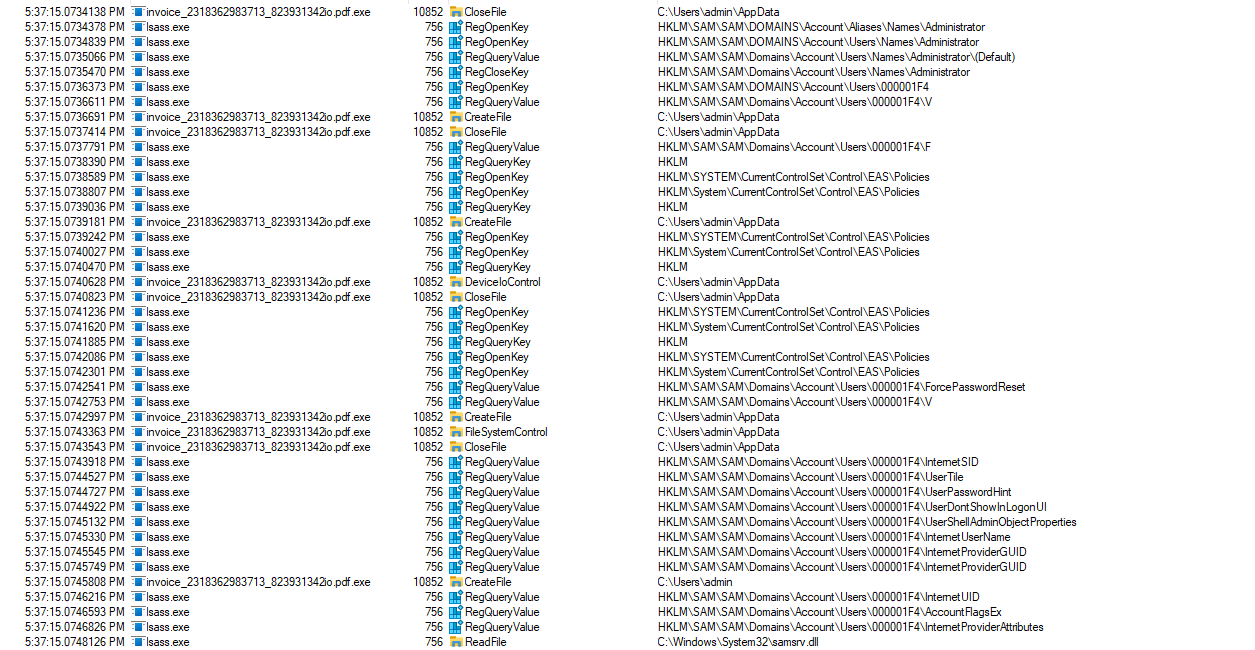 5:37:15.0734138 PM invoice_2318362983713_823931342io.pdf.exe 10852 CloseFile C:\Users\admin\AppData
5:37:15.0734378 PM lsass.exe 756 RegOpenKey HKLM\SAM\SAM\DOMAINS\Account\Aliases\Names\Administrator
5:37:15.0734839 PM lsass.exe 756 RegOpenKey HKLM\SAM\SAM\DOMAINS\Account\Users\Names\Administrator
5:37:15.0735066 PM lsass.exe 756 RegQueryValue HKLM\SAM\SAM\Domains\Account\Users\Names\Administrator\(Default)
5:37:15.0735470 PM lsass.exe 756 RegCloseKey HKLM\SAM\SAM\Domains\Account\Users\Names\Administrator
5:37:15.0736373 PM lsass.exe 756 RegOpenKey HKLM\SAM\SAM\DOMAINS\Account\Users\000001F4
5:37:15.0736611 PM lsass.exe 756 RegQueryValue HKLM\SAM\SAM\Domains\Account\Users\000001F4\V
5:37:15.0736691 PM invoice_2318362983713_823931342io.pdf.exe 10852 CreateFile C:\Users\admin\AppData
5:37:15.0737414 PM invoice_2318362983713_823931342io.pdf.exe 10852 CloseFile C:\Users\admin\AppData
5:37:15.0737791 PM lsass.exe 756 RegQueryValue HKLM\SAM\SAM\Domains\Account\Users\000001F4\F
5:37:15.0738390 PM lsass.exe 756 RegQueryKey HKLM
5:37:15.0738589 PM lsass.exe 756 RegOpenKey HKLM\SYSTEM\CurrentControlSet\Control\EAS\Policies
5:37:15.0738807 PM lsass.exe 756 RegOpenKey HKLM\System\CurrentControlSet\Control\EAS\Policies
5:37:15.0739036 PM lsass.exe 756 RegQueryKey HKLM
5:37:15.0739181 PM invoice_2318362983713_823931342io.pdf.exe 10852 CreateFile C:\Users\admin\AppData
5:37:15.0739242 PM lsass.exe 756 RegOpenKey HKLM\SYSTEM\CurrentControlSet\Control\EAS\Policies
5:37:15.0740027 PM lsass.exe 756 RegOpenKey HKLM\System\CurrentControlSet\Control\EAS\Policies
5:37:15.0740470 PM lsass.exe 756 RegQueryKey HKLM
5:37:15.0740628 PM invoice_2318362983713_823931342io.pdf.exe 10852 DeviceIoControl C:\Users\admin\AppData
5:37:15.0740823 PM invoice_2318362983713_823931342io.pdf.exe 10852 CloseFile C:\Users\admin\AppData
5:37:15.0741236 PM lsass.exe 756 RegOpenKey HKLM\SYSTEM\CurrentControlSet\Control\EAS\Policies
5:37:15.0741620 PM lsass.exe 756 RegOpenKey HKLM\System\CurrentControlSet\Control\EAS\Policies
5:37:15.0741885 PM lsass.exe 756 RegQueryKey HKLM
5:37:15.0742086 PM lsass.exe 756 RegOpenKey HKLM\SYSTEM\CurrentControlSet\Control\EAS\Policies
5:37:15.0742301 PM lsass.exe 756 RegOpenKey HKLM\System\CurrentControlSet\Control\EAS\Policies
5:37:15.0742541 PM lsass.exe 756 RegQueryValue HKLM\SAM\SAM\Domains\Account\Users\000001F4\ForcePasswordReset
5:37:15.0742753 PM lsass.exe 756 RegQueryValue HKLM\SAM\SAM\Domains\Account\Users\000001F4\V
5:37:15.0742997 PM invoice_2318362983713_823931342io.pdf.exe 10852 CreateFile C:\Users\admin\AppData
5:37:15.0743363 PM invoice_2318362983713_823931342io.pdf.exe 10852 FileSystemControl C:\Users\admin\AppData
5:37:15.0743543 PM invoice_2318362983713_823931342io.pdf.exe 10852 CloseFile C:\Users\admin\AppData
5:37:15.0743918 PM lsass.exe 756 RegQueryValue HKLM\SAM\SAM\Domains\Account\Users\000001F4\InternetSID
5:37:15.0744527 PM lsass.exe 756 RegQueryValue HKLM\SAM\SAM\Domains\Account\Users\000001F4\UserTile
5:37:15.0744727 PM lsass.exe 756 RegQueryValue HKLM\SAM\SAM\Domains\Account\Users\000001F4\UserPasswordHint
5:37:15.0744922 PM lsass.exe 756 RegQueryValue HKLM\SAM\SAM\Domains\Account\Users\000001F4\UserDontShowInLogonUI
5:37:15.0745132 PM lsass.exe 756 RegQueryValue HKLM\SAM\SAM\Domains\Account\Users\000001F4\UserShellAdminObjectProperties
5:37:15.0745330 PM lsass.exe 756 RegQueryValue HKLM\SAM\SAM\Domains\Account\Users\000001F4\InternetUserName
5:37:15.0745545 PM lsass.exe 756 RegQueryValue HKLM\SAM\SAM\Domains\Account\Users\000001F4\InternetProviderGUID
5:37:15.0745749 PM lsass.exe 756 RegQueryValue HKLM\SAM\SAM\Domains\Account\Users\000001F4\InternetProviderGUID
5:37:15.0745808 PM invoice_2318362983713_823931342io.pdf.exe 10852 CreateFile C:\Users\admin
5:37:15.0746216 PM lsass.exe 756 RegQueryValue HKLM\SAM\SAM\Domains\Account\Users\000001F4\InternetUID
5:37:15.0746593 PM lsass.exe 756 RegQueryValue HKLM\SAM\SAM\Domains\Account\Users\000001F4\AccountFlagsEx
5:37:15.0746826 PM lsass.exe 756 RegQueryValue HKLM\SAM\SAM\Domains\Account\Users\000001F4\InternetProviderAttributes
5:37:15.0748126 PM lsass.exe 756 ReadFile C:\Windows\System32\samsrv.dll